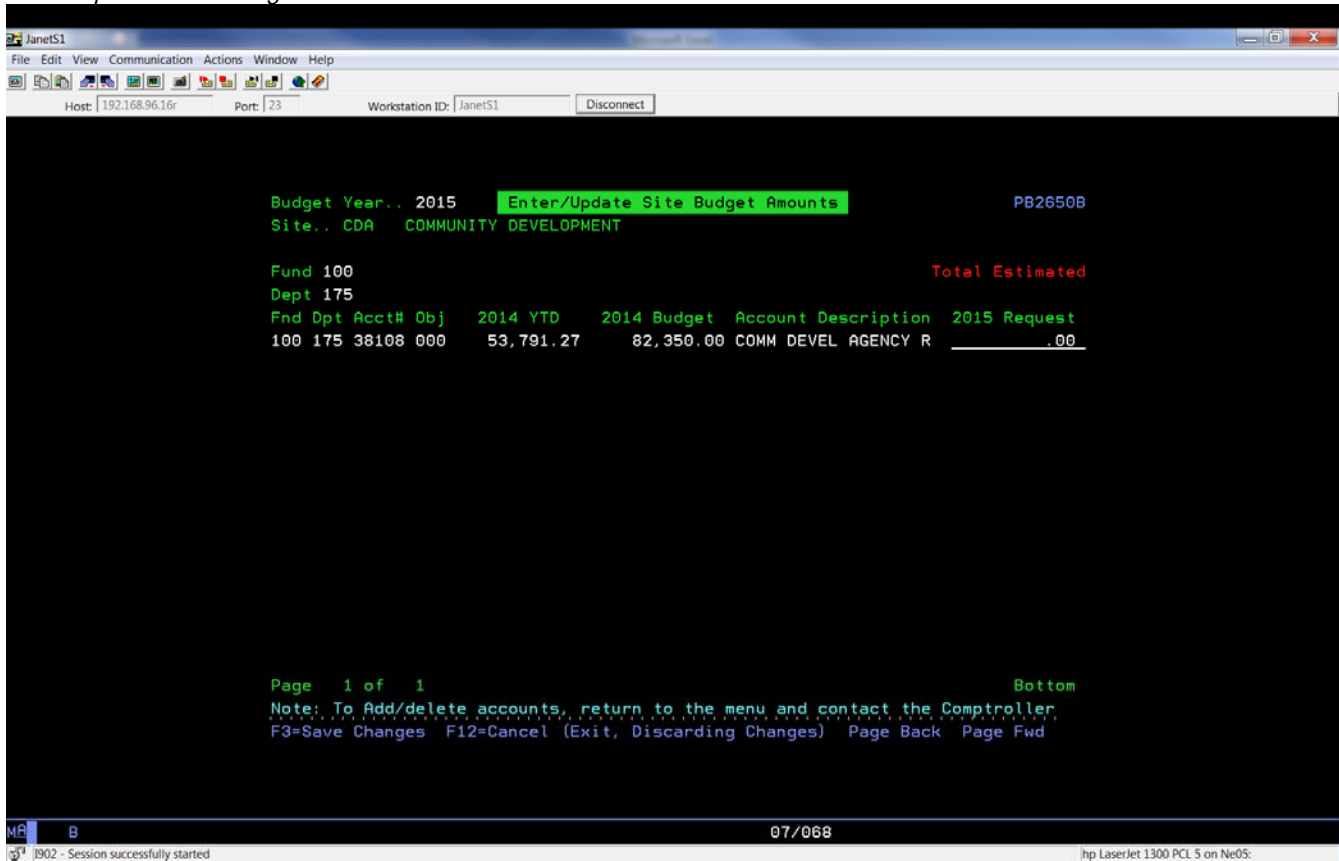 JanetS1
File Edit View Communication Actions Window Help
Host: 192.168.96.16r Port: 23 Workstation ID: JanetS1 Disconnect
Budget Year.. 2015 Enter/Update Site Budget Amounts PB2650B
Site.. CDA COMMUNITY DEVELOPMENT
Fund 100 Total Estimated
Dept 175
Fnd Dpt Acct# Obj 2014 YTD 2014 Budget Account Description 2015 Request
100 175 38108 000 53,791.27 82,350.00 COMM DEVEL AGENCY R .00
Page 1 of 1 Bottom
Note: To Add/delete accounts, return to the menu and contact the Comptroller
F3=Save Changes F12=Cancel (Exit, Discarding Changes) Page Back Page Fwd
MA B 07/068
I902 - Session successfully started hp LaserJet 1300 PCL 5 on Ne05: